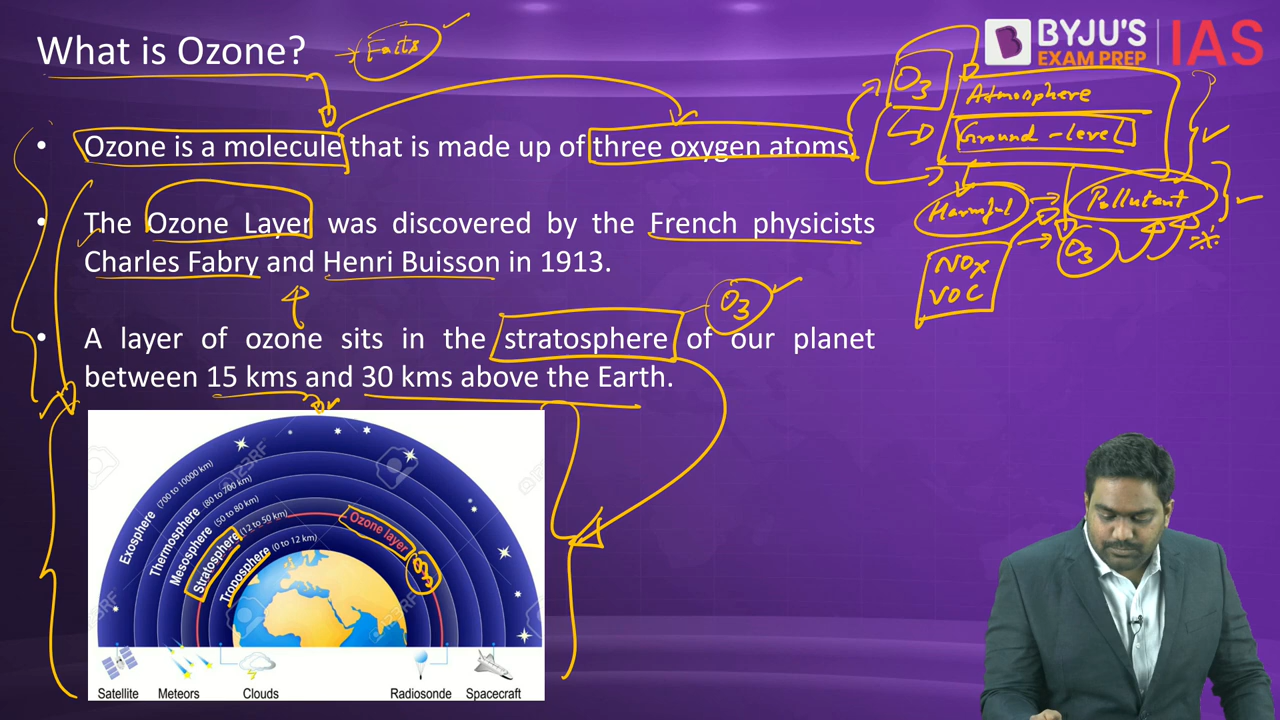 What is Ozone?
Facts
BYJU'S
EXAM PREP
IAS
O3
Atmosphere
Ground-level
Harmful
Pollutant
O3
NOx
VOC
• Ozone is a molecule that is made up of three oxygen atoms.
• The Ozone Layer was discovered by the French physicists
Charles Fabry and Henri Buisson in 1913.
O3
• A layer of ozone sits in the stratosphere of our planet
between 15 kms and 30 kms above the Earth.
Exosphere (700 to 10000 km)
Thermosphere (80 to 700 km)
Mesosphere (50 to 80 km)
Stratosphere (12 to 50 km)
Troposphere (0 to 12 km)
Ozone layer
123RF
123RF
123RF
Satellite
Meteors
Clouds
Radiosonde
Spacecraft